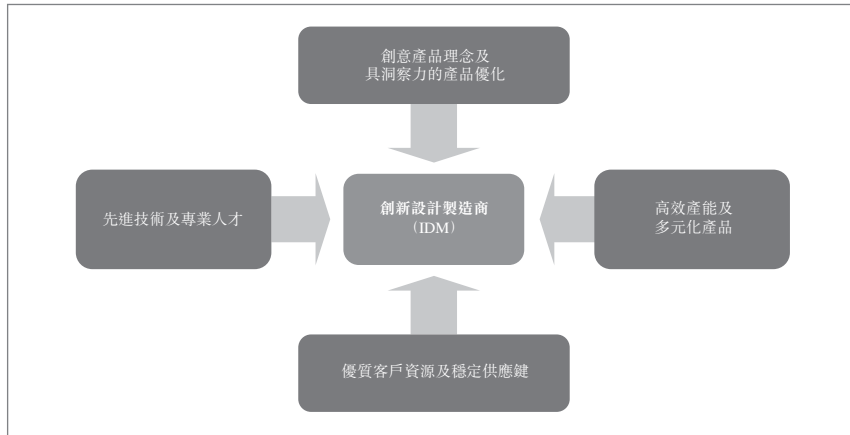 創意產品理念及
具洞察力的產品優化
先進技術及專業人才
創新設計製造商
(IDM)
高效產能及
多元化產品
優質客戶資源及穩定供應鍵